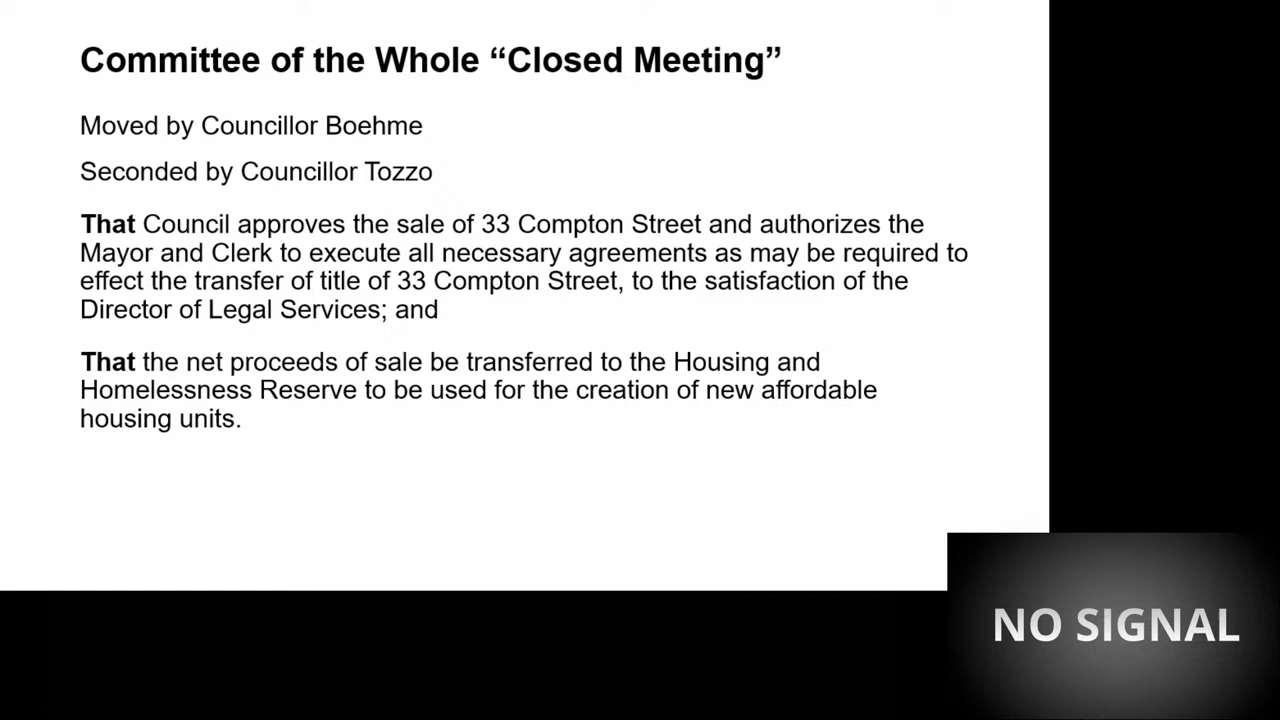 Committee of the Whole “Closed Meeting”
Moved by Councillor Boehme
Seconded by Councillor Tozzo
That Council approves the sale of 33 Compton Street and authorizes the
Mayor and Clerk to execute all necessary agreements as may be required to
effect the transfer of title of 33 Compton Street, to the satisfaction of the
Director of Legal Services; and
That the net proceeds of sale be transferred to the Housing and
Homelessness Reserve to be used for the creation of new affordable
housing units.
NO SIGNAL